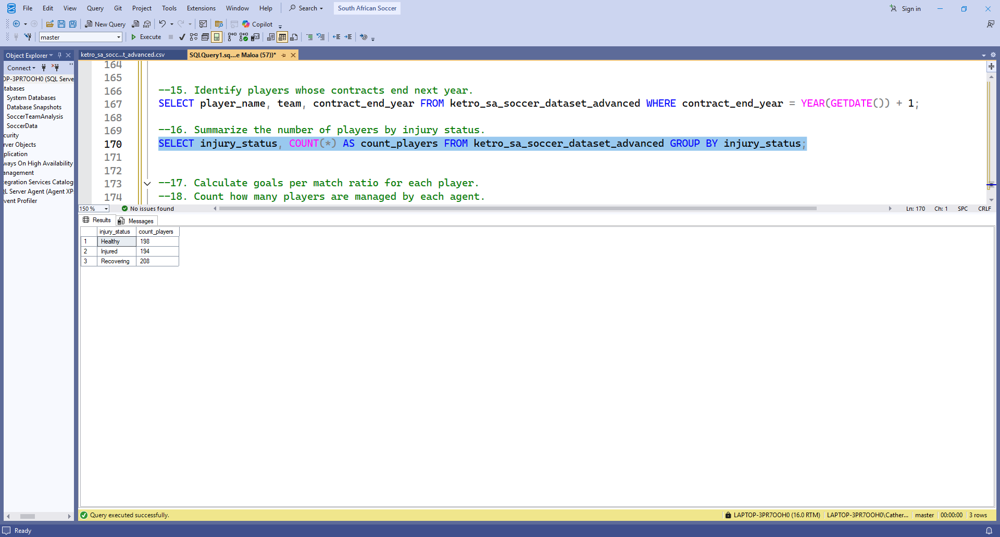 File Edit View Query Git Project Tools Extensions Window Help Search South African Soccer Sign in
New Query DAX Copilot
master Execute
Object Explorer
Connect
OP-3PR7OOH0 (SQL Serve
tabases
System Databases
Database Snapshots
SoccerTeamAnalysis
SoccerData
curity
rver Objects
plication
ways On High Availability
anagement
tegration Services Catalog
QL Server Agent (Agent XP
vent Profiler
ketro_sa_socc...t_advanced.csv SQLQuery1.sq...e Maloa (57))*
164
165
166 --15. Identify players whose contracts end next year.
167 SELECT player_name, team, contract_end_year FROM ketro_sa_soccer_dataset_advanced WHERE contract_end_year = YEAR(GETDATE()) + 1;
168
169 --16. Summarize the number of players by injury status.
170 SELECT injury_status, COUNT(*) AS count_players FROM ketro_sa_soccer_dataset_advanced GROUP BY injury_status;
171
172
173 --17. Calculate goals per match ratio for each player.
174 --18. Count how many players are managed by each agent.
150 % No issues found Ln: 170 Ch: 1 SPC CRLF
Results Messages
injury_status count_players
1 Healthy 198
2 Injured 194
3 Recovering 208
Query executed successfully. LAPTOP-3PR7OOH0 (16.0 RTM) LAPTOP-3PR7OOH0\Cather... master 00:00:00 3 rows
Ready